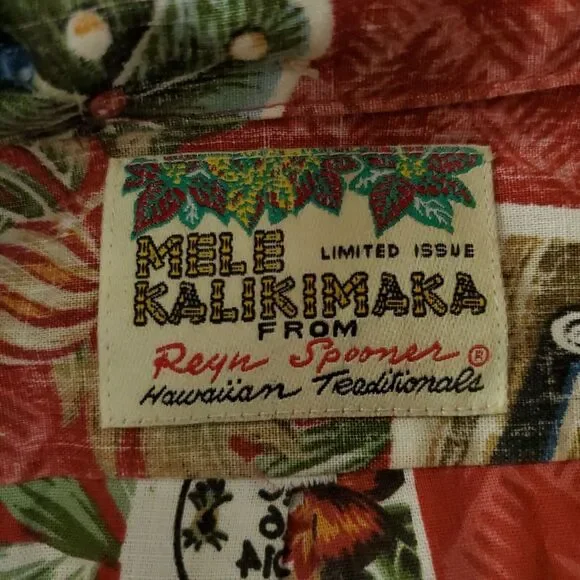 MELE
LIMITED ISSUE
KALIKIMAKA
FROM
Reyn Spooner ®
Hawaiian Traditionals